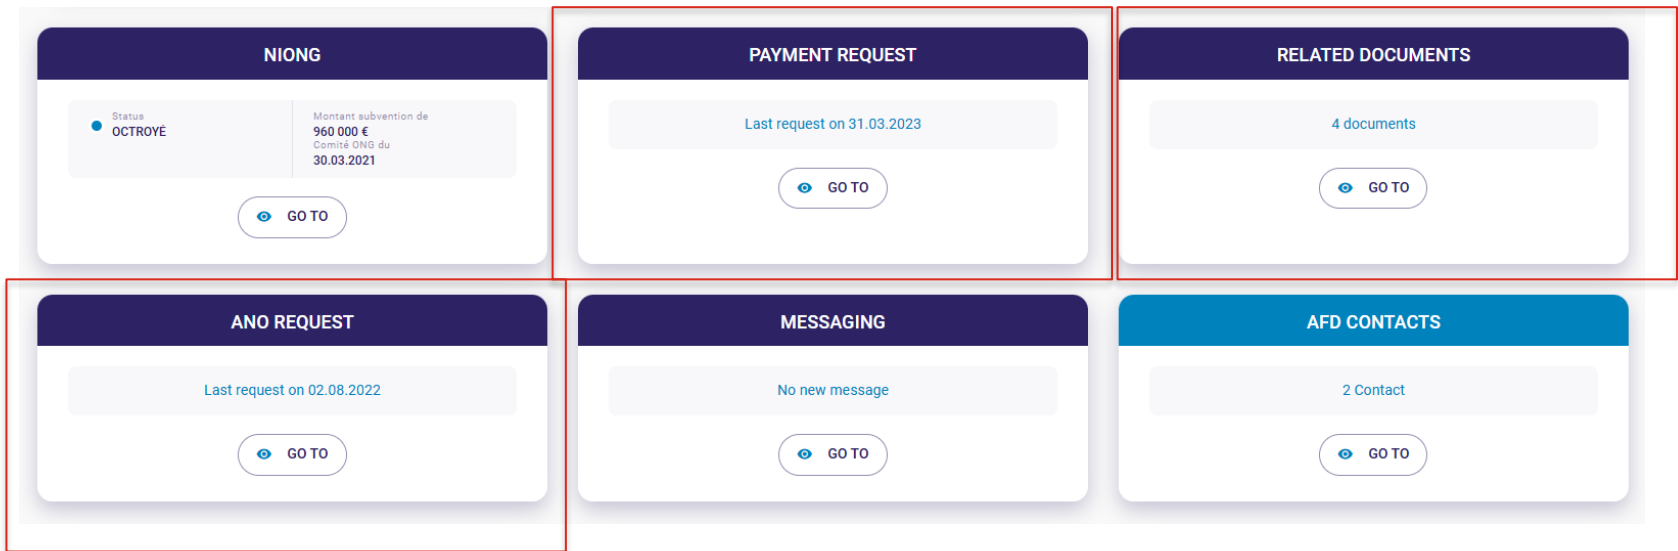 NIONG
Status
OCTROYÉ
Montant subvention de
960 000 €
Comité ONG du
30.03.2021
GO TO
PAYMENT REQUEST
Last request on 31.03.2023
GO TO
RELATED DOCUMENTS
4 documents
GO TO
ANO REQUEST
Last request on 02.08.2022
GO TO
MESSAGING
No new message
GO TO
AFD CONTACTS
2 Contact
GO TO